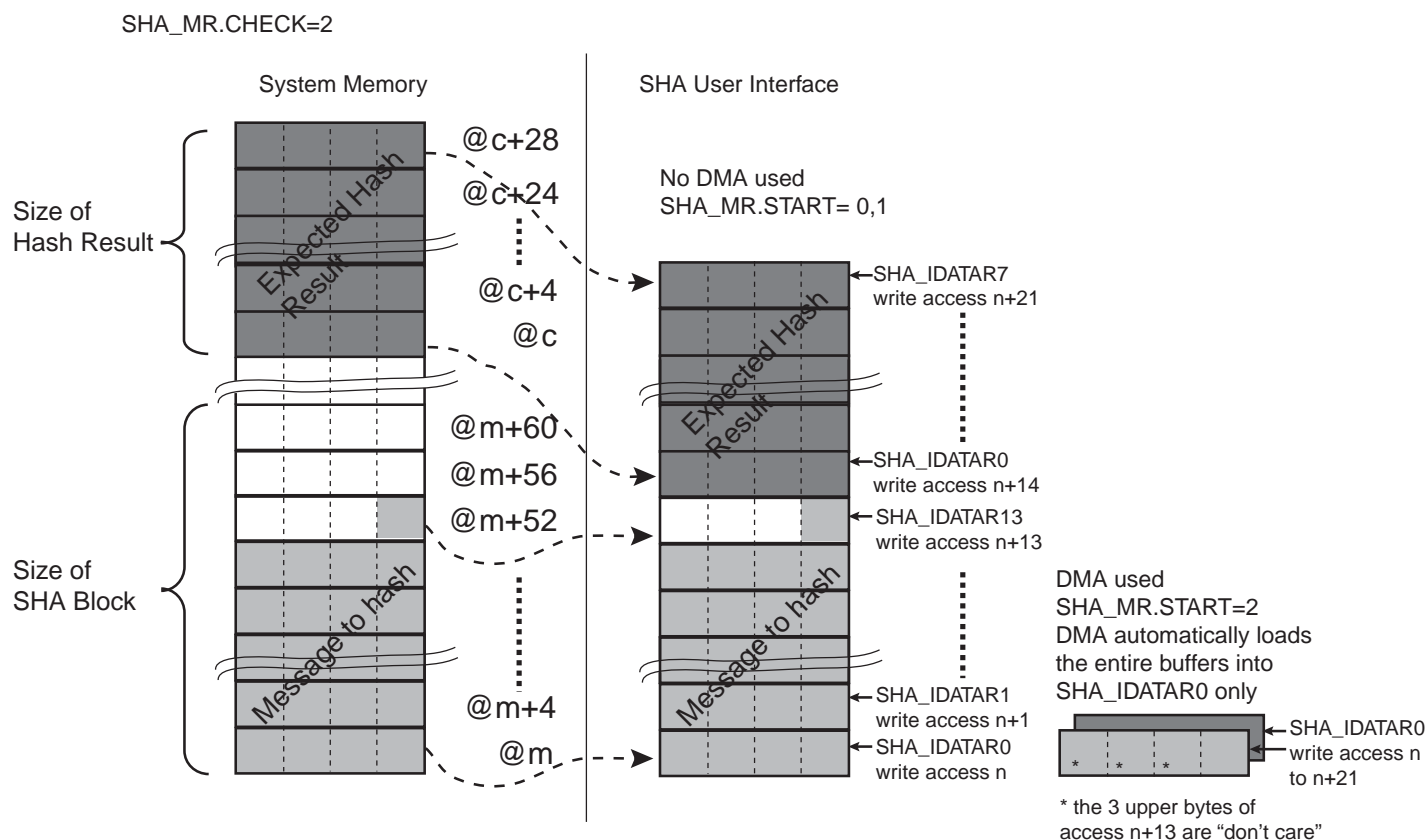 SHA_MR.CHECK=2
System Memory
SHA User Interface
Size of
Hash Result
Expected Hash
Result
@c+28
@c+24
@c+4
@c
No DMA used
SHA_MR.START= 0,1
Expected Hash
Result
SHA_IDATAR7
write access n+21
SHA_IDATAR0
write access n+14
SHA_IDATAR13
write access n+13
Size of
SHA Block
Message to hash
@m+60
@m+56
@m+52
@m+4
@m
Message to hash
SHA_IDATAR1
write access n+1
SHA_IDATAR0
write access n
DMA used
SHA_MR.START=2
DMA automatically loads
the entire buffers into
SHA_IDATAR0 only
* * *
SHA_IDATAR0
write access n
to n+21
* the 3 upper bytes of
access n+13 are “don’t care”